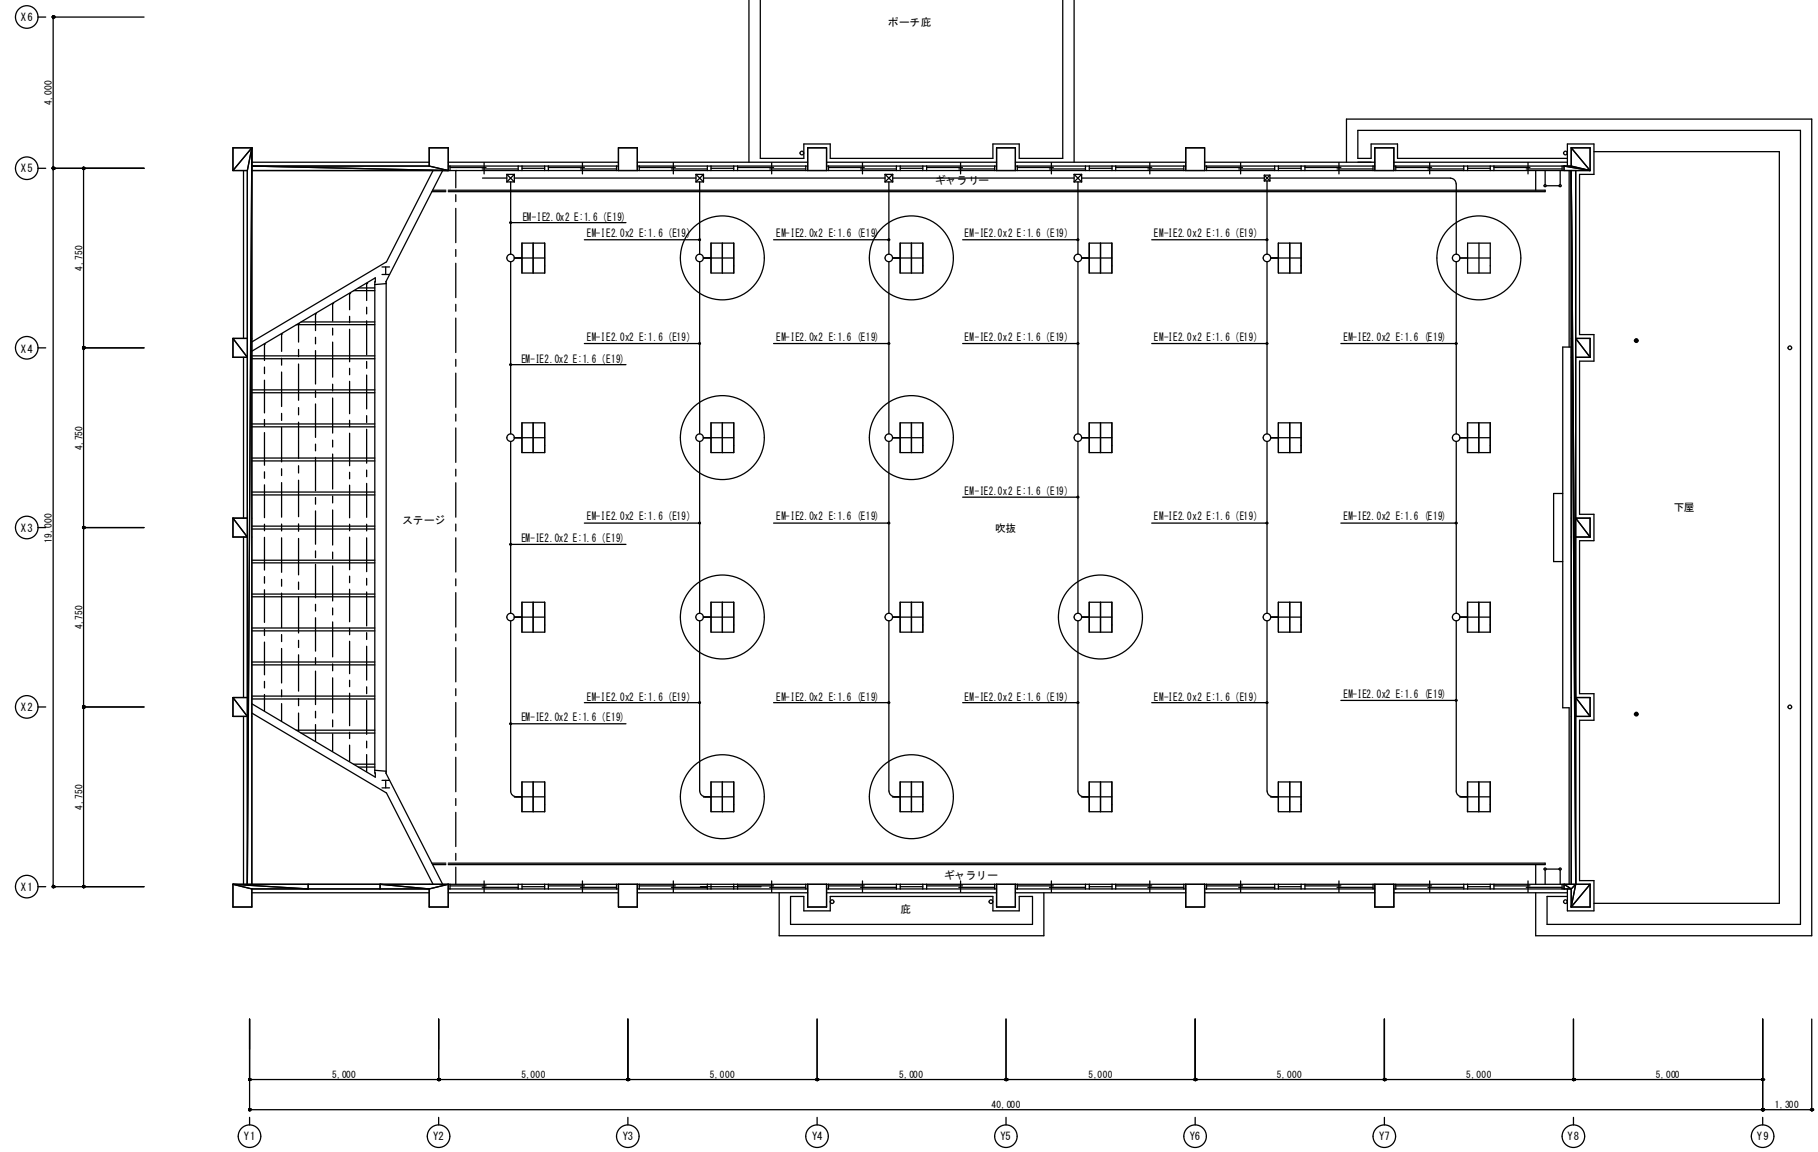 X6
ポーチ庇
4,000
X5
ギャラリー
EM-IE2.0x2 E:1.6 (E19)
EM-IE2.0x2 E:1.6 (E19)
EM-IE2.0x2 E:1.6 (E19)
EM-IE2.0x2 E:1.6 (E19)
EM-IE2.0x2 E:1.6 (E19)
4,750
X4
EM-IE2.0x2 E:1.6 (E19)
EM-IE2.0x2 E:1.6 (E19)
EM-IE2.0x2 E:1.6 (E19)
EM-IE2.0x2 E:1.6 (E19)
EM-IE2.0x2 E:1.6 (E19)
EM-IE2.0x2 E:1.6 (E19)
4,750
EM-IE2.0x2 E:1.6 (E19)
下屋
ステージ
X3
19,000
EM-IE2.0x2 E:1.6 (E19)
EM-IE2.0x2 E:1.6 (E19)
吹抜
EM-IE2.0x2 E:1.6 (E19)
EM-IE2.0x2 E:1.6 (E19)
EM-IE2.0x2 E:1.6 (E19)
4,750
X2
EM-IE2.0x2 E:1.6 (E19)
EM-IE2.0x2 E:1.6 (E19)
EM-IE2.0x2 E:1.6 (E19)
EM-IE2.0x2 E:1.6 (E19)
EM-IE2.0x2 E:1.6 (E19)
EM-IE2.0x2 E:1.6 (E19)
4,750
ギャラリー
X1
庇
5,000
5,000
5,000
5,000
5,000
5,000
5,000
5,000
40,000
1,300
Y1
Y2
Y3
Y4
Y5
Y6
Y7
Y8
Y9